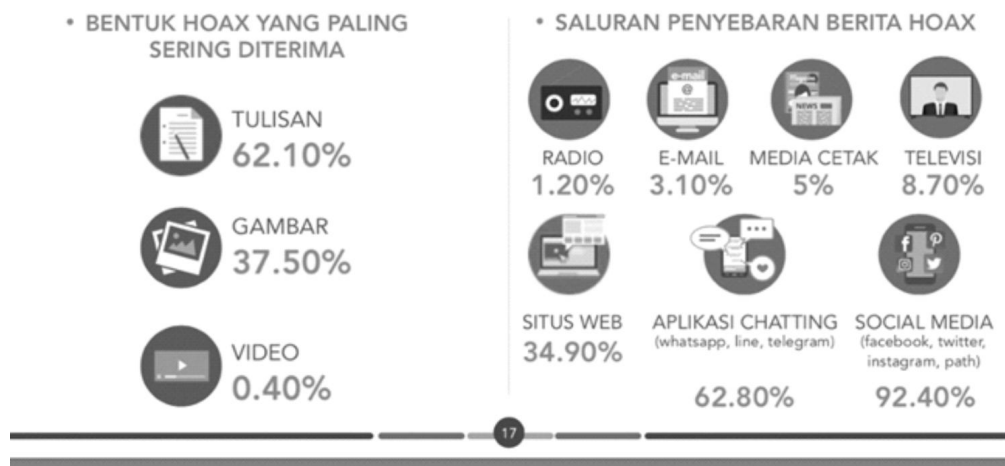 • BENTUK HOAX YANG PALING
SERING DITERIMA
TULISAN
62.10%
GAMBAR
37.50%
VIDEO
0.40%
• SALURAN PENYEBARAN BERITA HOAX
e-mail
@
NEWS
RADIO
1.20%
E-MAIL
3.10%
MEDIA CETAK
5%
TELEVISI
8.70%
SITUS WEB
34.90%
APLIKASI CHATTING
(whatsapp, line, telegram)
62.80%
SOCIAL MEDIA
(facebook, twitter,
instagram, path)
92.40%
17